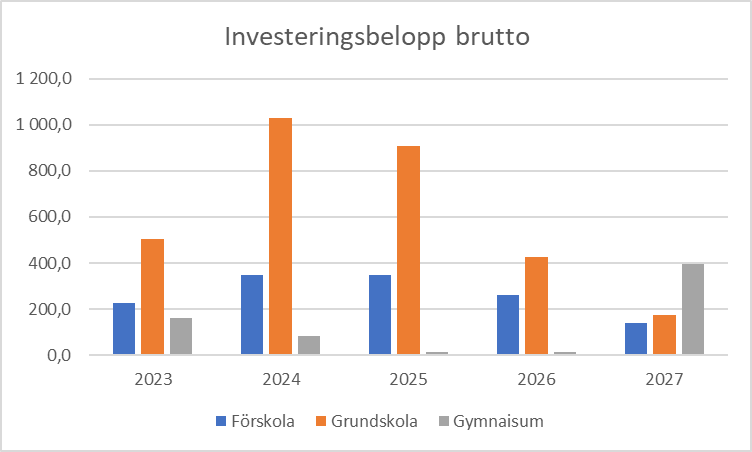 Investeringsbelopp brutto
1 200,0
1 000,0
800,0
600,0
400,0
200,0
0,0
2023 2024 2025 2026 2027
Förskola Grundskola Gymnaisum